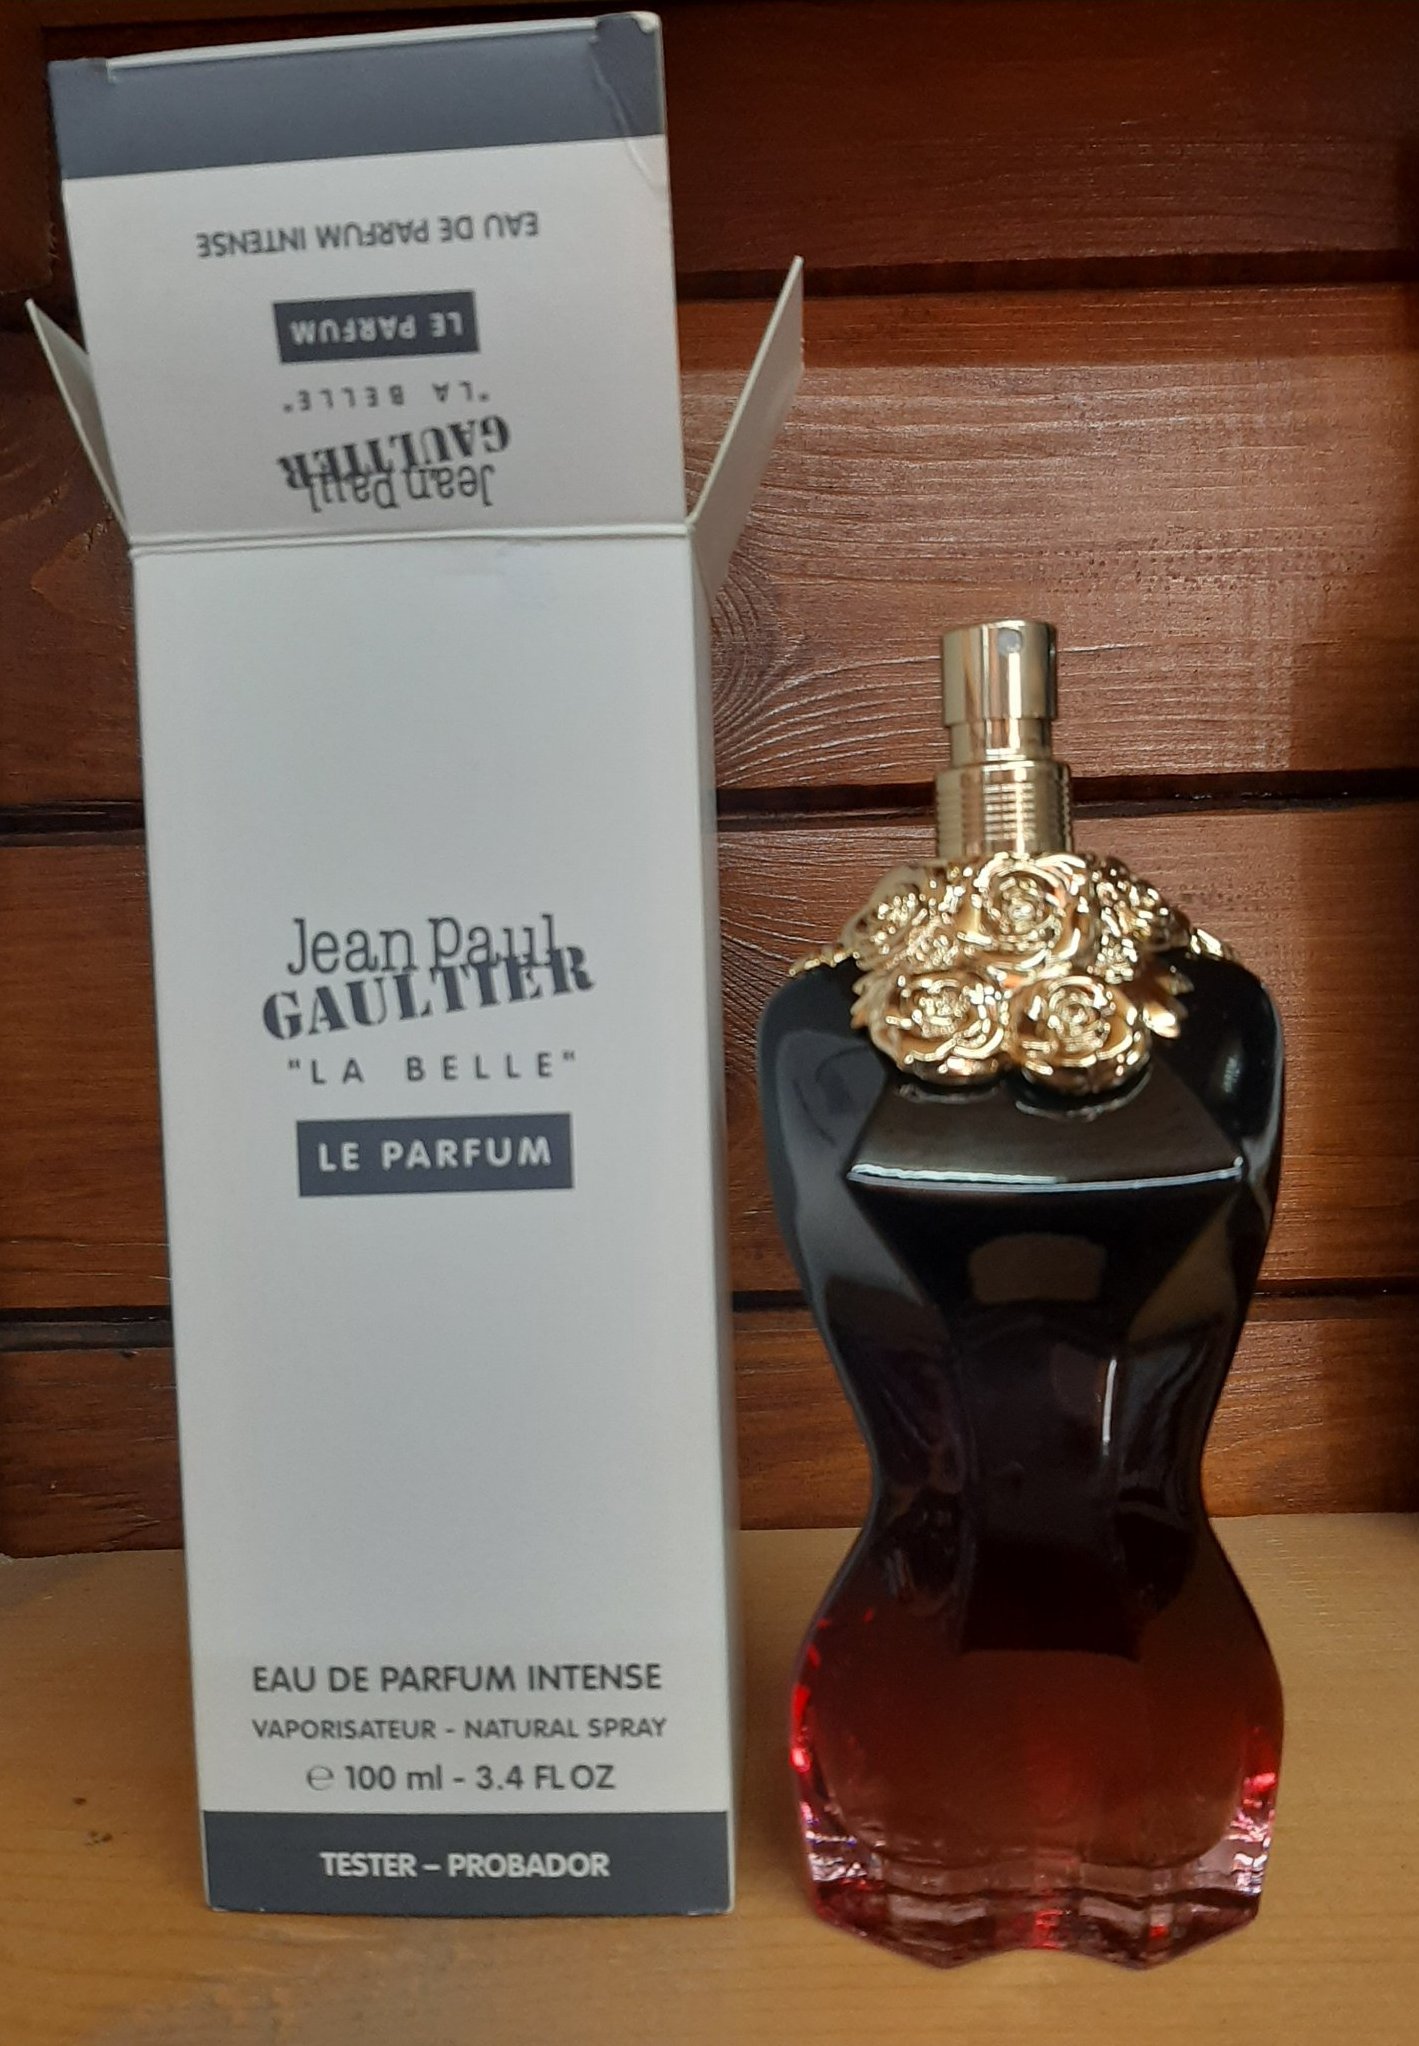 EAU DE PARFUM INTENSE
LE PARFUM
"LA BELLE"
Jean Paul
GAULTIER
Jean Paul
GAULTIER
"LA BELLE"
LE PARFUM
EAU DE PARFUM INTENSE
VAPORISATEUR - NATURAL SPRAY
℮ 100 ml - 3.4 FL OZ
TESTER – PROBADOR